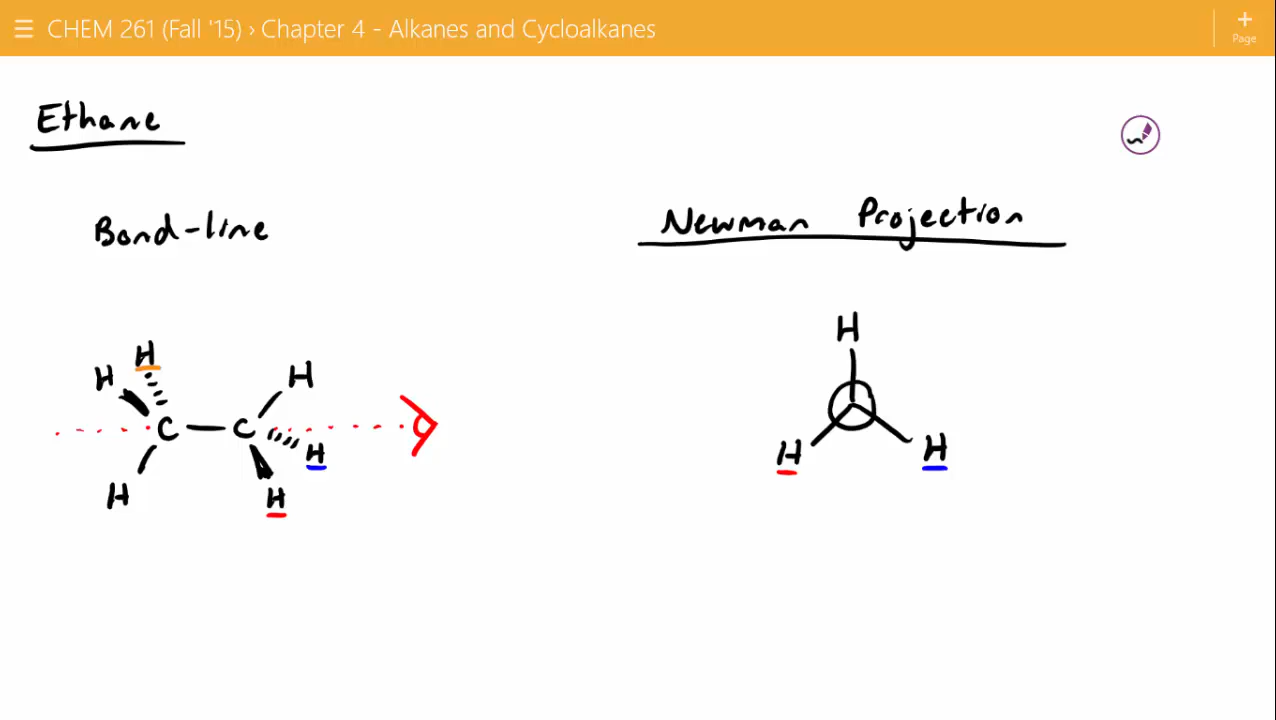 CHEM 261 (Fall '15) › Chapter 4 - Alkanes and Cycloalkanes
+
Page
Ethane
Bond-line
Newman Projection
H
H
H
H
H
C
C
H
H
H
H
H
H